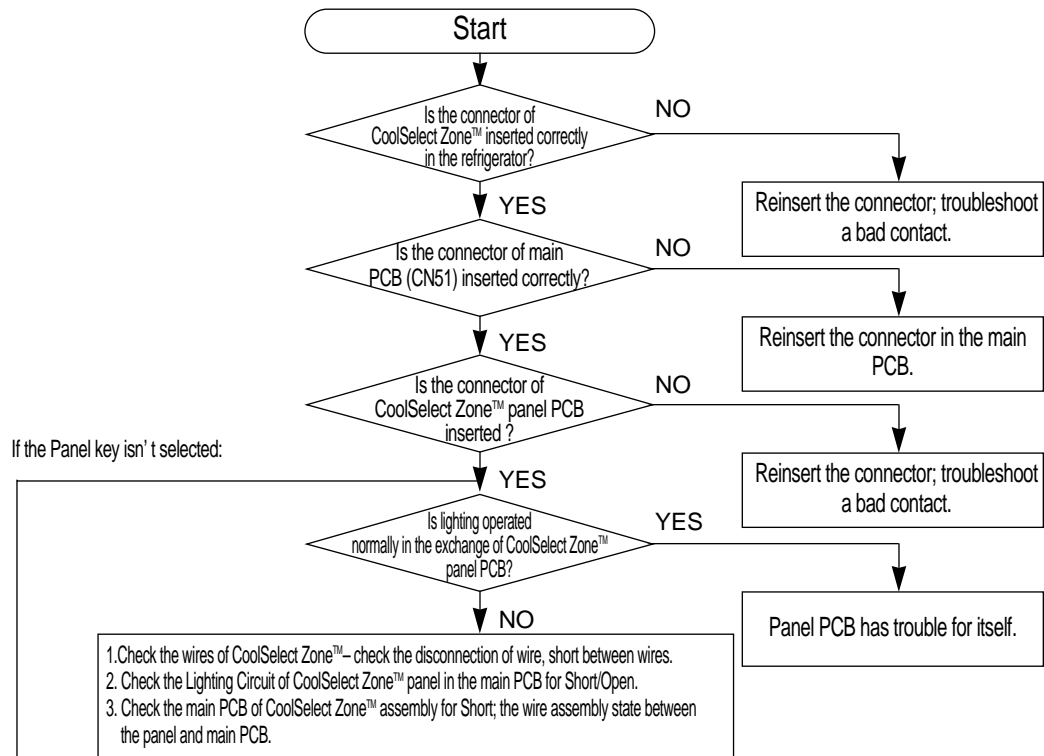 Start
Is the connector of
CoolSelect Zone™ inserted correctly
in the refrigerator?
NO
Reinsert the connector; troubleshoot
a bad contact.
YES
Is the connector of main
PCB (CN51) inserted correctly?
NO
Reinsert the connector in the main
PCB.
YES
Is the connector of
CoolSelect Zone™ panel PCB
inserted ?
NO
Reinsert the connector; troubleshoot
a bad contact.
If the Panel key isn' t selected:
YES
Is lighting operated
normally in the exchange of CoolSelect Zone™
panel PCB?
YES
Panel PCB has trouble for itself.
NO
1.Check the wires of CoolSelect Zone™– check the disconnection of wire, short between wires.
2. Check the Lighting Circuit of CoolSelect Zone™ panel in the main PCB for Short/Open.
3. Check the main PCB of CoolSelect Zone™ assembly for Short; the wire assembly state between
the panel and main PCB.